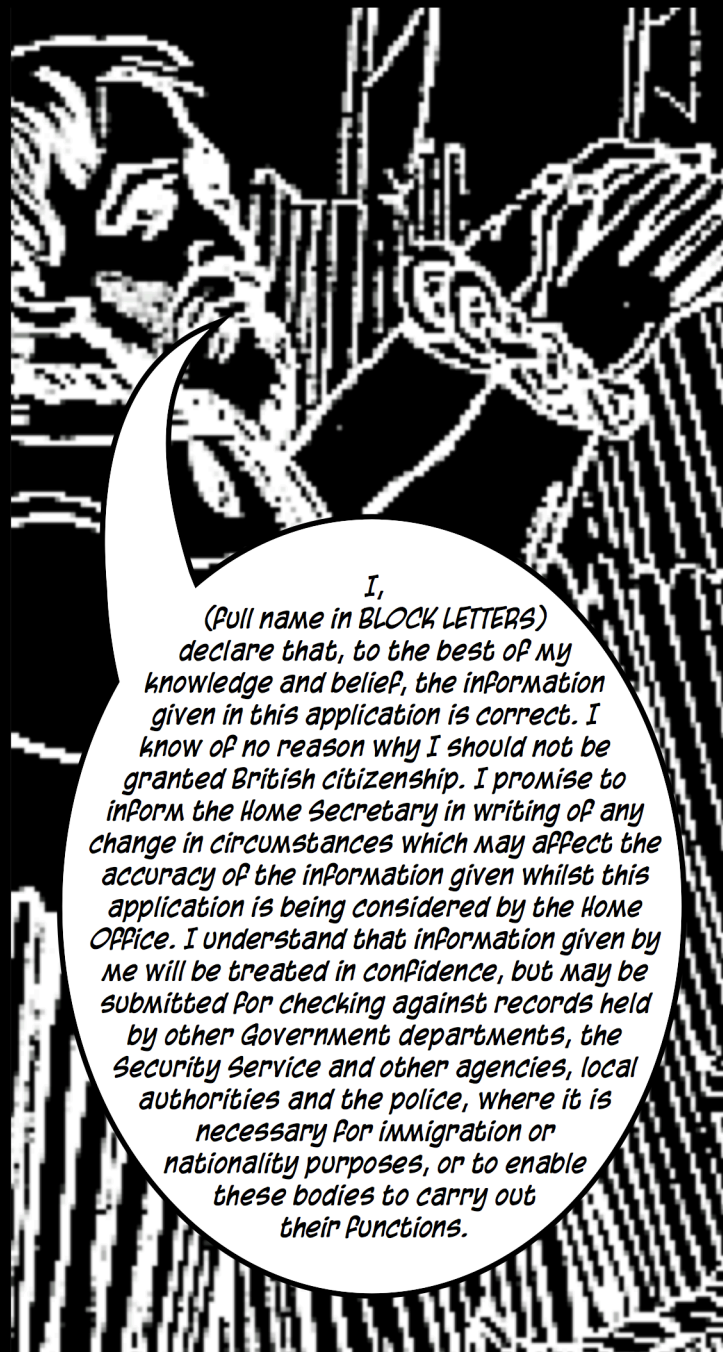 I,
(full name in BLOCK LETTERS)
declare that, to the best of my
knowledge and belief, the information
given in this application is correct. I
know of no reason why I should not be
granted British citizenship. I promise to
inform the Home Secretary in writing of any
change in circumstances which may affect the
accuracy of the information given whilst this
application is being considered by the Home
Office. I understand that information given by
me will be treated in confidence, but may be
submitted for checking against records held
by other Government departments, the
Security Service and other agencies, local
authorities and the police, where it is
necessary for immigration or
nationality purposes, or to enable
these bodies to carry out
their functions.